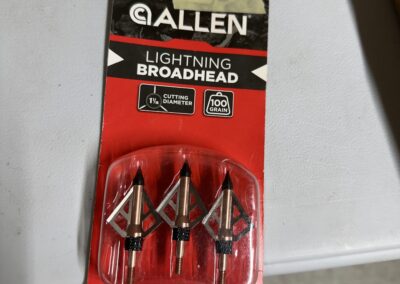 ALLEN
LIGHTNING
BROADHEAD
CUTTING
DIAMETER
100
GRAIN